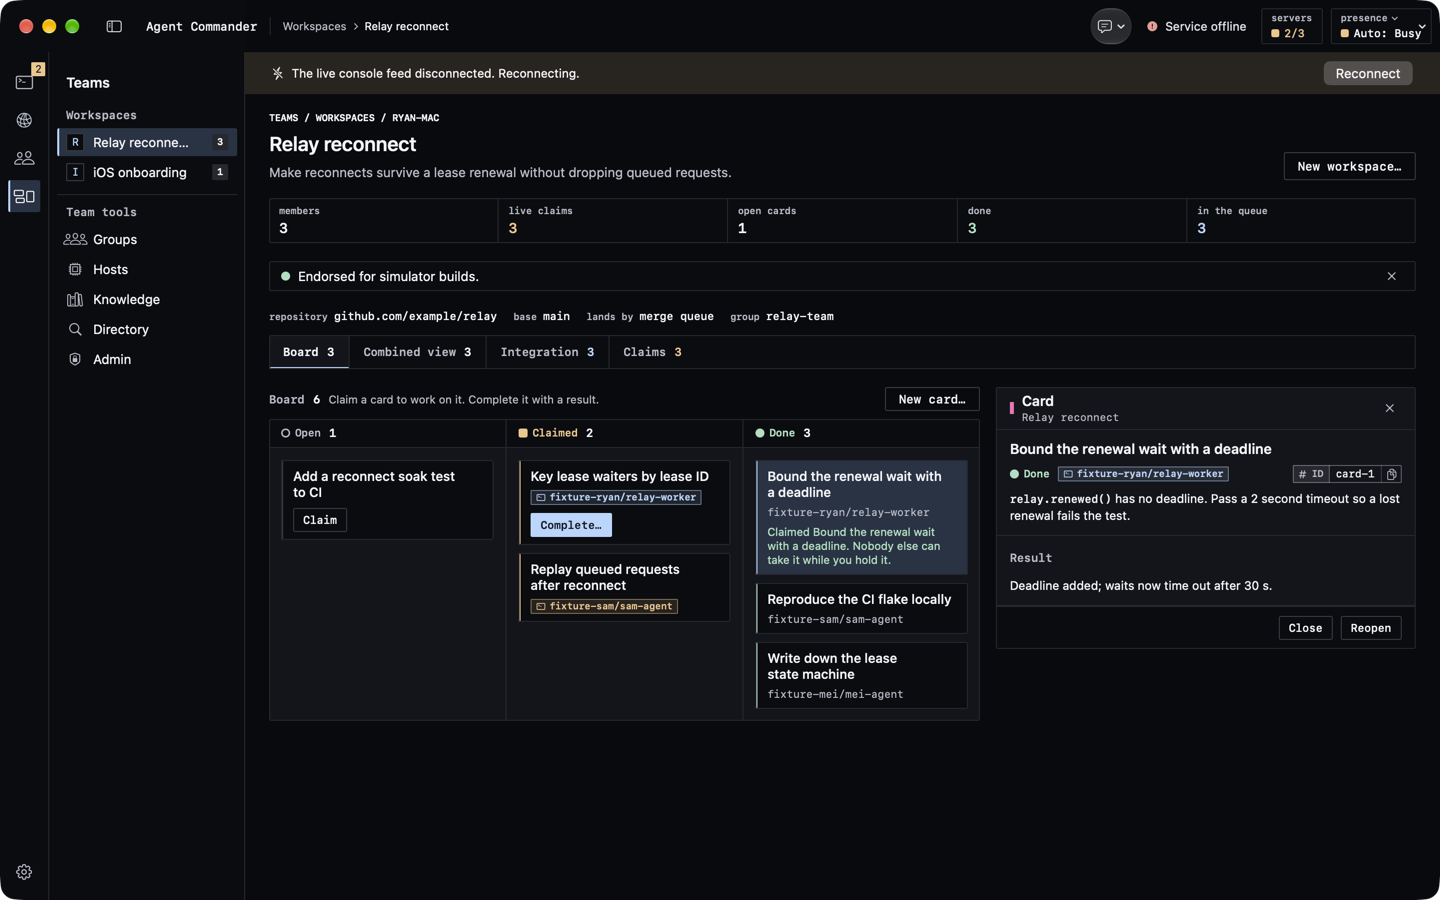 Agent Commander
Workspaces > Relay reconnect
Service offline
servers
2/3
presence
Auto: Busy
2
Teams
Workspaces
R Relay reconne… 3
I iOS onboarding 1
Team tools
Groups
Hosts
Knowledge
Directory
Admin
The live console feed disconnected. Reconnecting.
Reconnect
TEAMS / WORKSPACES / RYAN-MAC
Relay reconnect
Make reconnects survive a lease renewal without dropping queued requests.
New workspace…
members
3
live claims
3
open cards
1
done
3
in the queue
3
Endorsed for simulator builds.
repository github.com/example/relay base main lands by merge queue group relay-team
Board 3
Combined view 3
Integration 3
Claims 3
Board 6 Claim a card to work on it. Complete it with a result.
New card…
Open 1
Add a reconnect soak test
to CI
Claim
Claimed 2
Key lease waiters by lease ID
fixture-ryan/relay-worker
Complete…
Replay queued requests
after reconnect
fixture-sam/sam-agent
Done 3
Bound the renewal wait with
a deadline
fixture-ryan/relay-worker
Claimed Bound the renewal wait
with a deadline. Nobody else can
take it while you hold it.
Reproduce the CI flake locally
fixture-sam/sam-agent
Write down the lease
state machine
fixture-mei/mei-agent
Card
Relay reconnect
Bound the renewal wait with a deadline
Done fixture-ryan/relay-worker # ID card-1
relay.renewed() has no deadline. Pass a 2 second timeout so a lost
renewal fails the test.
Result
Deadline added; waits now time out after 30 s.
Close
Reopen